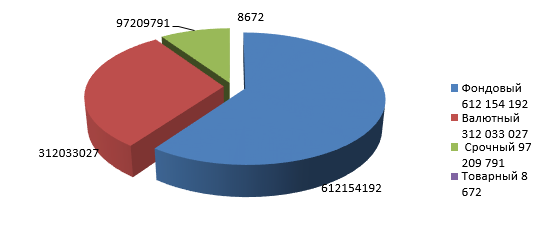 8672
97209791
312033027
612154192
Фондовый
612 154 192
Валютный
312 033 027
Срочный 97
209 791
Товарный 8
672